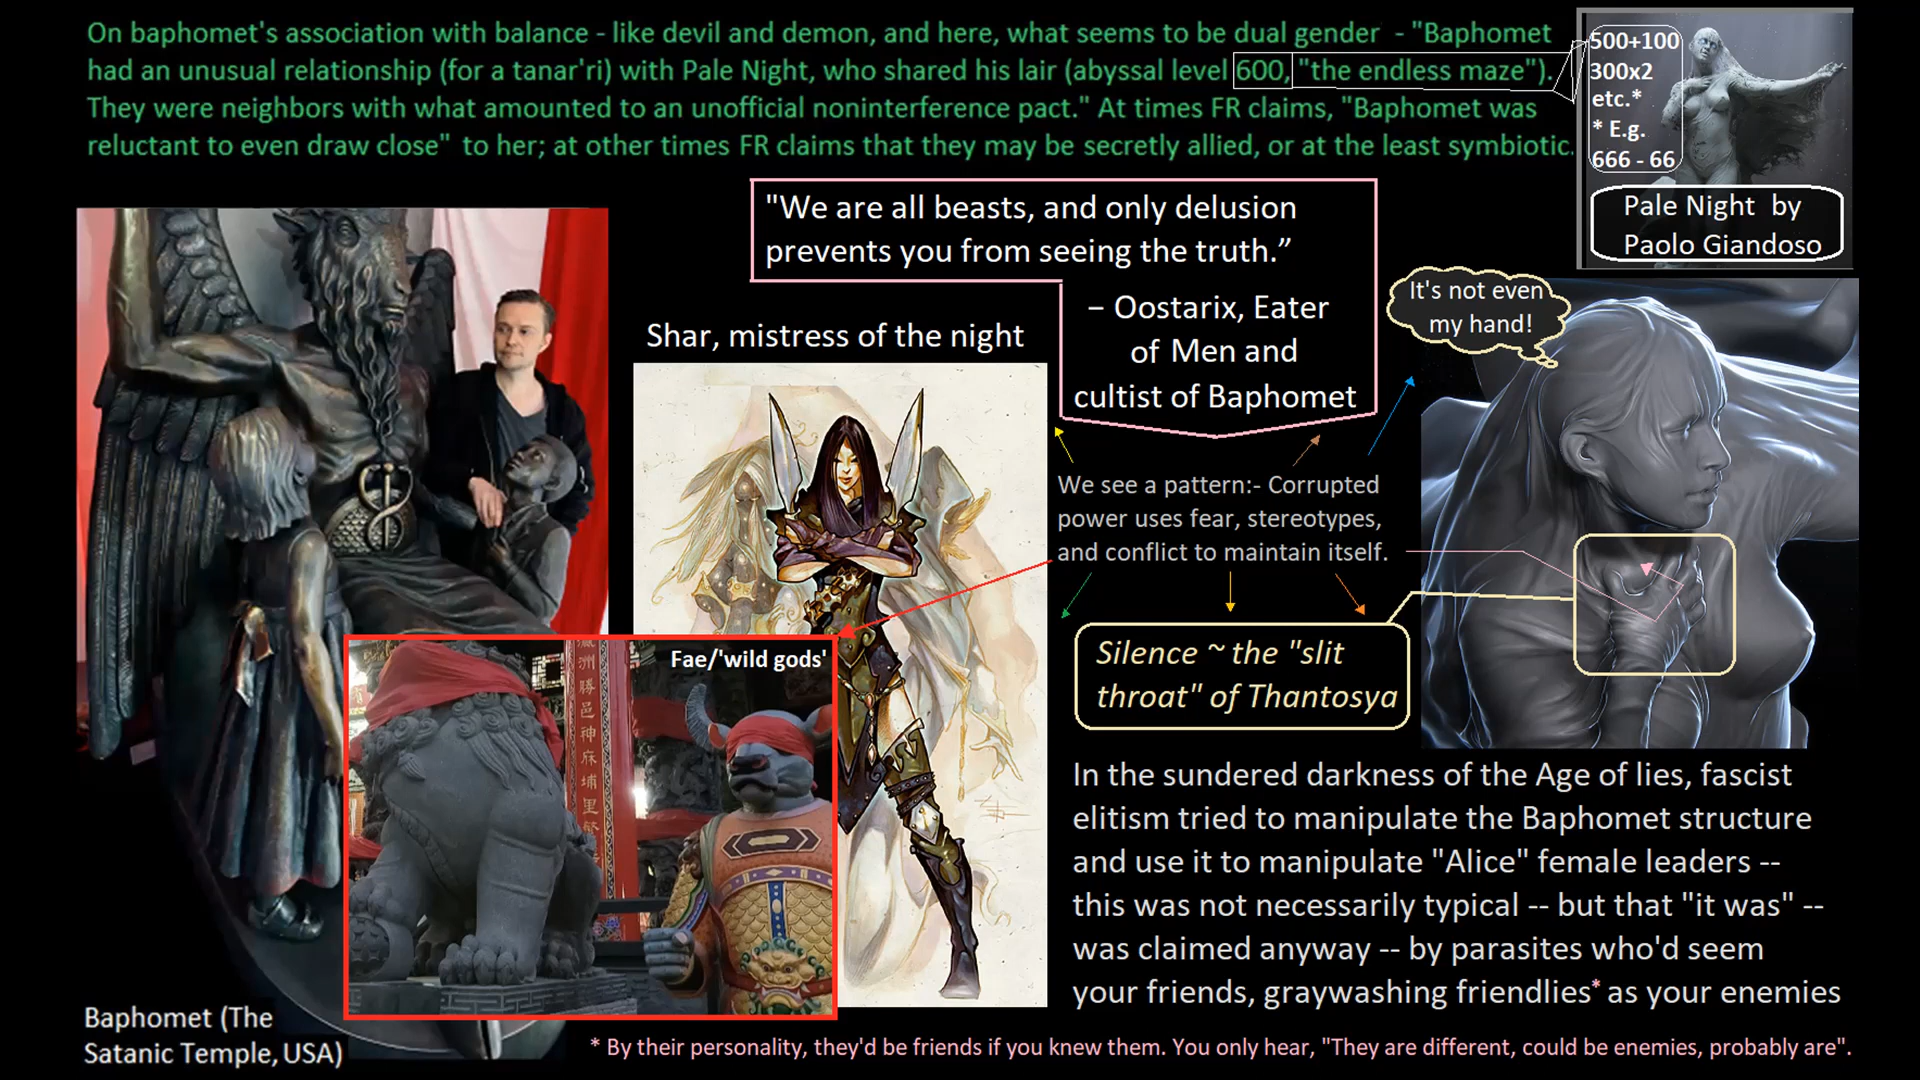 On baphomet's association with balance - like devil and demon, and here, what seems to be dual gender - "Baphomet
had an unusual relationship (for a tanar'ri) with Pale Night, who shared his lair (abyssal level 600, "the endless maze").
They were neighbors with what amounted to an unofficial noninterference pact." At times FR claims, "Baphomet was
reluctant to even draw close" to her; at other times FR claims that they may be secretly allied, or at the least symbiotic.
500+100
300x2
etc.*
* E.g.
666 - 66
Pale Night by
Paolo Giandoso
"We are all beasts, and only delusion
prevents you from seeing the truth.”
– Oostarix, Eater
of Men and
cultist of Baphomet
It's not even
my hand!
Shar, mistress of the night
We see a pattern:- Corrupted
power uses fear, stereotypes,
and conflict to maintain itself.
Silence ~ the "slit
throat" of Thantosya
Fae/'wild gods'
勝
邑
神
麻
埔
里
In the sundered darkness of the Age of lies, fascist
elitism tried to manipulate the Baphomet structure
and use it to manipulate "Alice" female leaders --
this was not necessarily typical -- but that "it was" --
was claimed anyway -- by parasites who'd seem
your friends, graywashing friendlies* as your enemies
Baphomet (The
Satanic Temple, USA)
* By their personality, they'd be friends if you knew them. You only hear, "They are different, could be enemies, probably are".